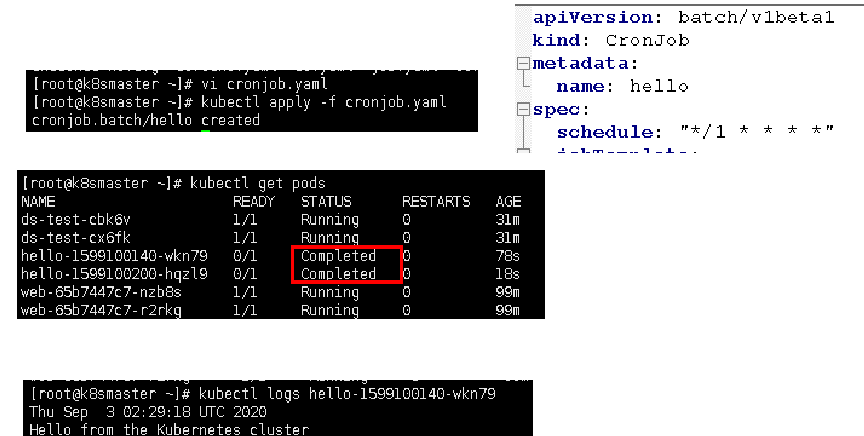 apiVersion: batch/v1beta1
kind: CronJob
metadata:
name: hello
spec:
schedule: "*/1 * * * *"
jobTemplate:
[root@k8smaster ~]# vi cronjob.yaml
[root@k8smaster ~]# kubectl apply -f cronjob.yaml
cronjob.batch/hello created
[root@k8smaster ~]# kubectl get pods
NAME READY STATUS RESTARTS AGE
ds-test-cbk6v 1/1 Running 0 31m
ds-test-cx6fk 1/1 Running 0 31m
hello-1599100140-wkn79 0/1 Completed 0 78s
hello-1599100200-hqzl9 0/1 Completed 0 18s
web-65b7447c7-nzb8s 1/1 Running 0 99m
web-65b7447c7-r2rkg 1/1 Running 0 99m
[root@k8smaster ~]# kubectl logs hello-1599100140-wkn79
Thu Sep 3 02:29:18 UTC 2020
Hello from the Kubernetes cluster